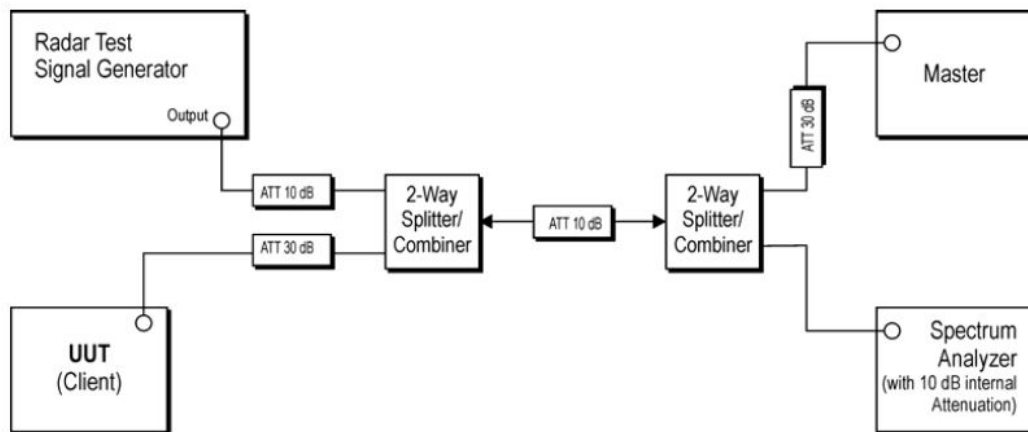 Radar Test
Signal Generator
Output
ATT 10 dB
2-Way
Splitter/
Combiner
ATT 30 dB
UUT
(Client)
ATT 10 dB
2-Way
Splitter/
Combiner
ATT 30 dB
Master
Spectrum
Analyzer
(with 10 dB internal
Attenuation)